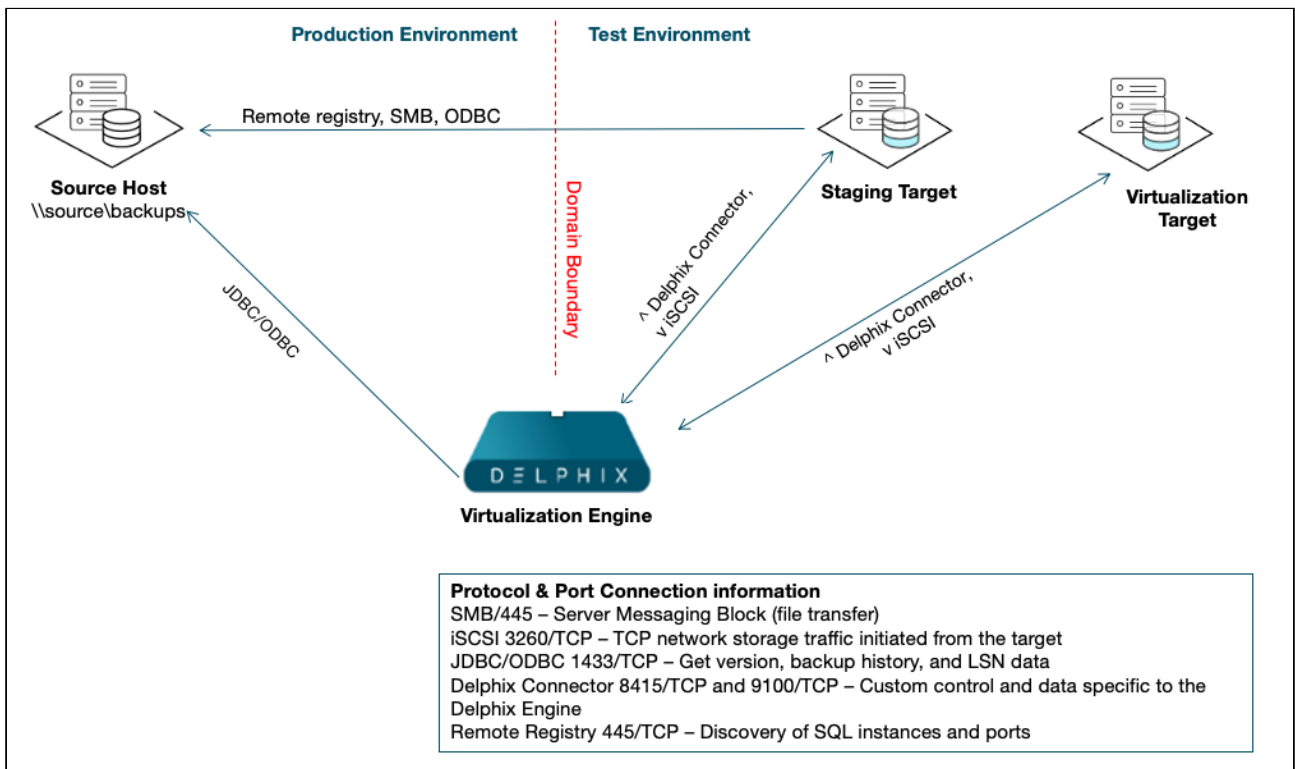 Production Environment
Test Environment
Remote registry, SMB, ODBC
Source Host
\\source\backups
Staging Target
Virtualization
Target
Domain Boundary
JDBC/ODBC
^ Delphix Connector,
v iSCSI
^ Delphix Connector,
v iSCSI
DELPHIX
Virtualization Engine
Protocol & Port Connection information
SMB/445 – Server Messaging Block (file transfer)
iSCSI 3260/TCP – TCP network storage traffic initiated from the target
JDBC/ODBC 1433/TCP – Get version, backup history, and LSN data
Delphix Connector 8415/TCP and 9100/TCP – Custom control and data specific to the
Delphix Engine
Remote Registry 445/TCP – Discovery of SQL instances and ports